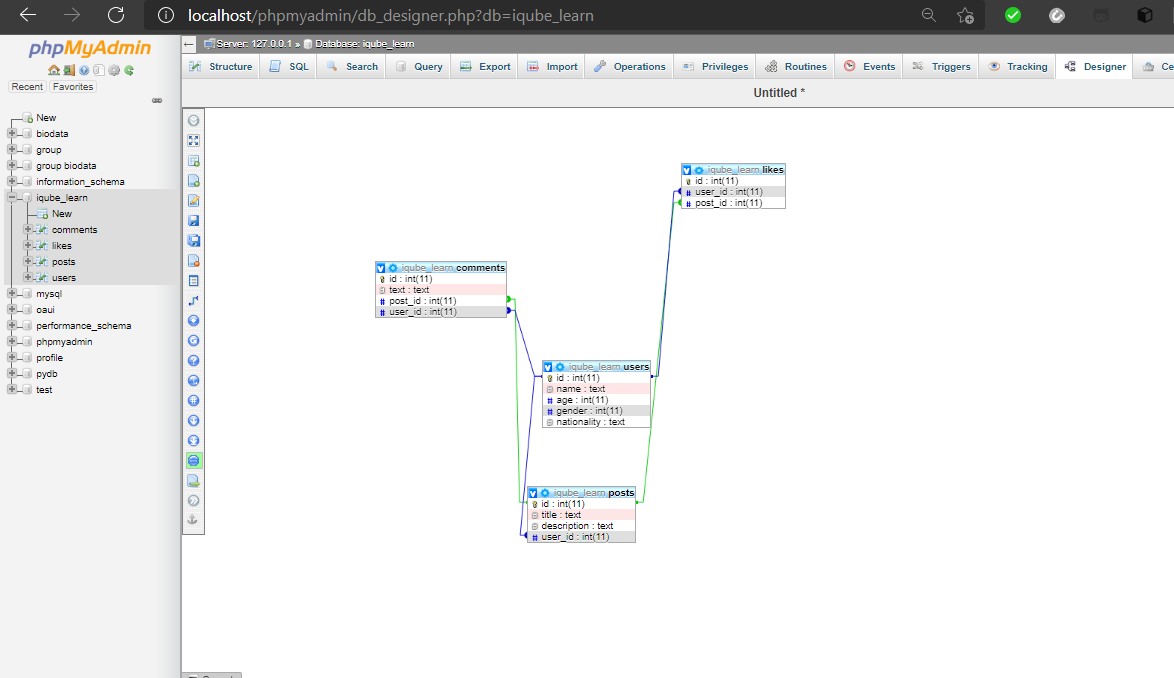 localhost/phpmyadmin/db_designer.php?db=iqube_learn
phpMyAdmin
Recent Favorites
New
biodata
group
group biodata
information_schema
iqube_learn
New
comments
likes
posts
users
mysql
oaui
performance_schema
phpmyadmin
profile
pydb
test
Server: 127.0.0.1 » Database: iqube_learn
Structure SQL Search Query Export Import Operations Privileges Routines Events Triggers Tracking Designer Ce
Untitled *
iqube_learn likes
id : int(11)
user_id : int(11)
post_id : int(11)
iqube_learn comments
id : int(11)
text : text
post_id : int(11)
user_id : int(11)
iqube_learn users
id : int(11)
name : text
age : int(11)
gender : int(11)
nationality : text
iqube_learn posts
id : int(11)
title : text
description : text
user_id : int(11)